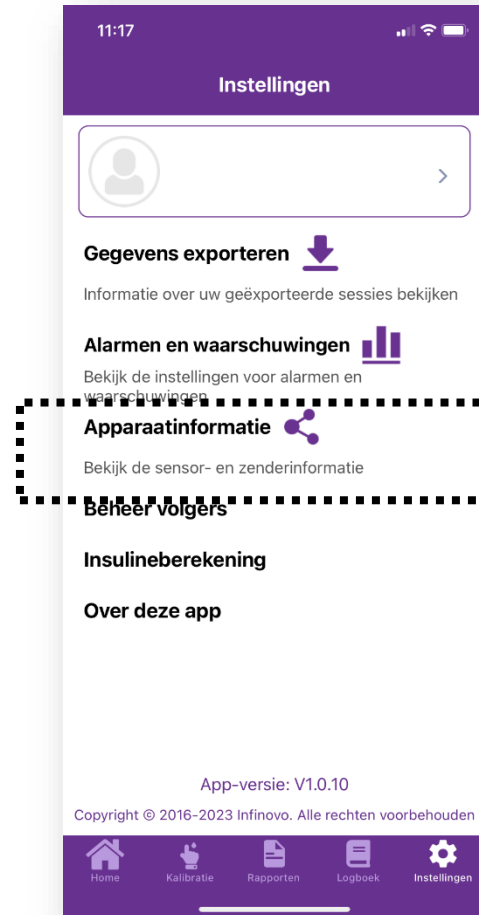 11:17
Instellingen
Gegevens exporteren
Informatie over uw geëxporteerde sessies bekijken
Alarmen en waarschuwingen
Bekijk de instellingen voor alarmen en
waarschuwingen
Apparaatinformatie
Bekijk de sensor- en zenderinformatie
Beheer volgers
Insulineberekening
Over deze app
App-versie: V1.0.10
Copyright © 2016-2023 Infinovo. Alle rechten voorbehouden
Home Kalibratie Rapporten Logboek Instellingen